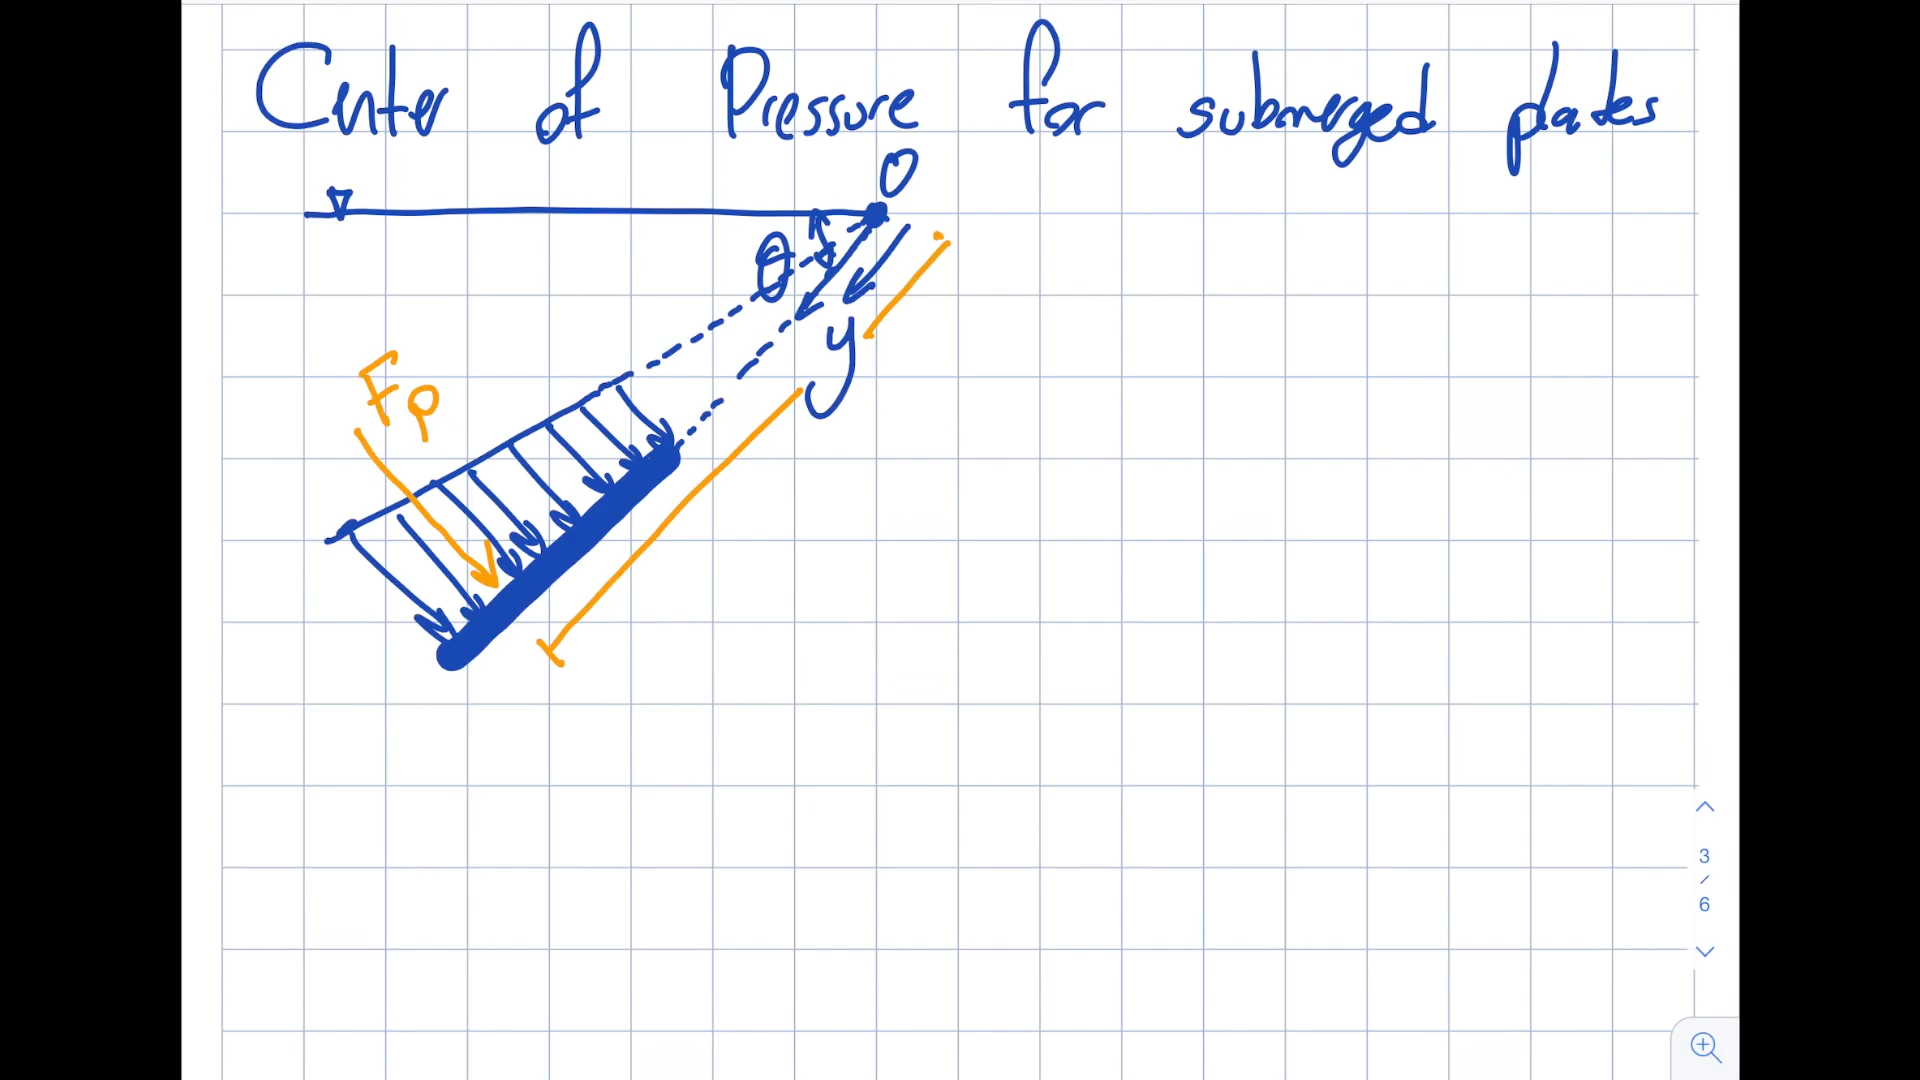 Center of Pressure for submerged plates
O
θ
y
Fp
3
/
6